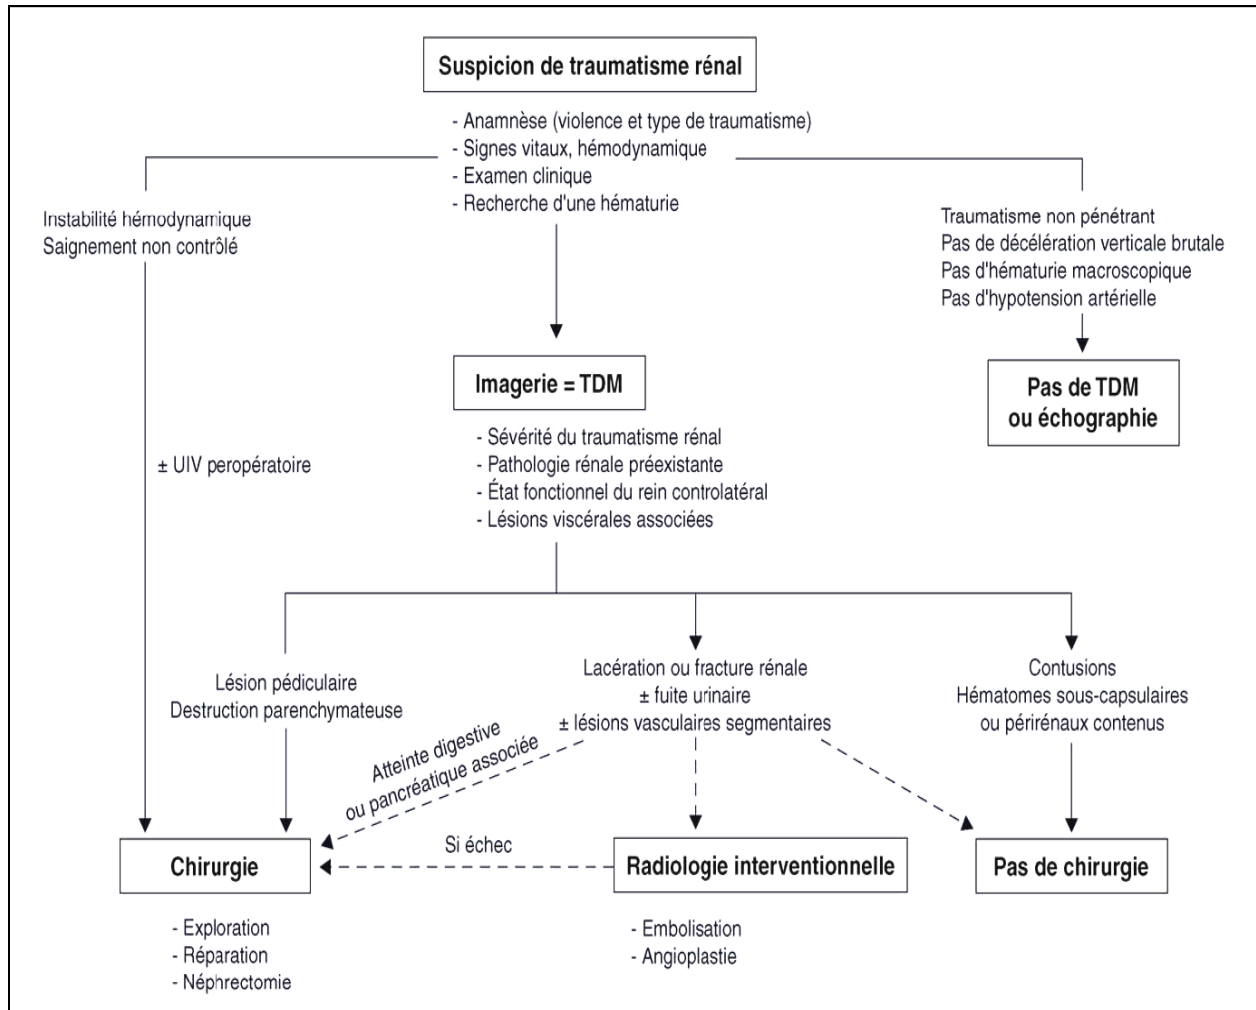 Suspicion de traumatisme rénal
- Anamnèse (violence et type de traumatisme)
- Signes vitaux, hémodynamique
- Examen clinique
- Recherche d'une hématurie
Instabilité hémodynamique
Saignement non contrôlé
Traumatisme non pénétrant
Pas de décélération verticale brutale
Pas d'hématurie macroscopique
Pas d'hypotension artérielle
Imagerie = TDM
Pas de TDM
ou échographie
- Sévérité du traumatisme rénal
- Pathologie rénale préexistante
- État fonctionnel du rein controlatéral
- Lésions viscérales associées
± UIV peropératoire
Lésion pédiculaire
Destruction parenchymateuse
Lacération ou fracture rénale
± fuite urinaire
± lésions vasculaires segmentaires
Contusions
Hématomes sous-capsulaires
ou périrénaux contenus
Atteinte digestive
ou pancréatique associée
Si échec
Chirurgie
Radiologie interventionnelle
Pas de chirurgie
- Exploration
- Réparation
- Néphrectomie
- Embolisation
- Angioplastie